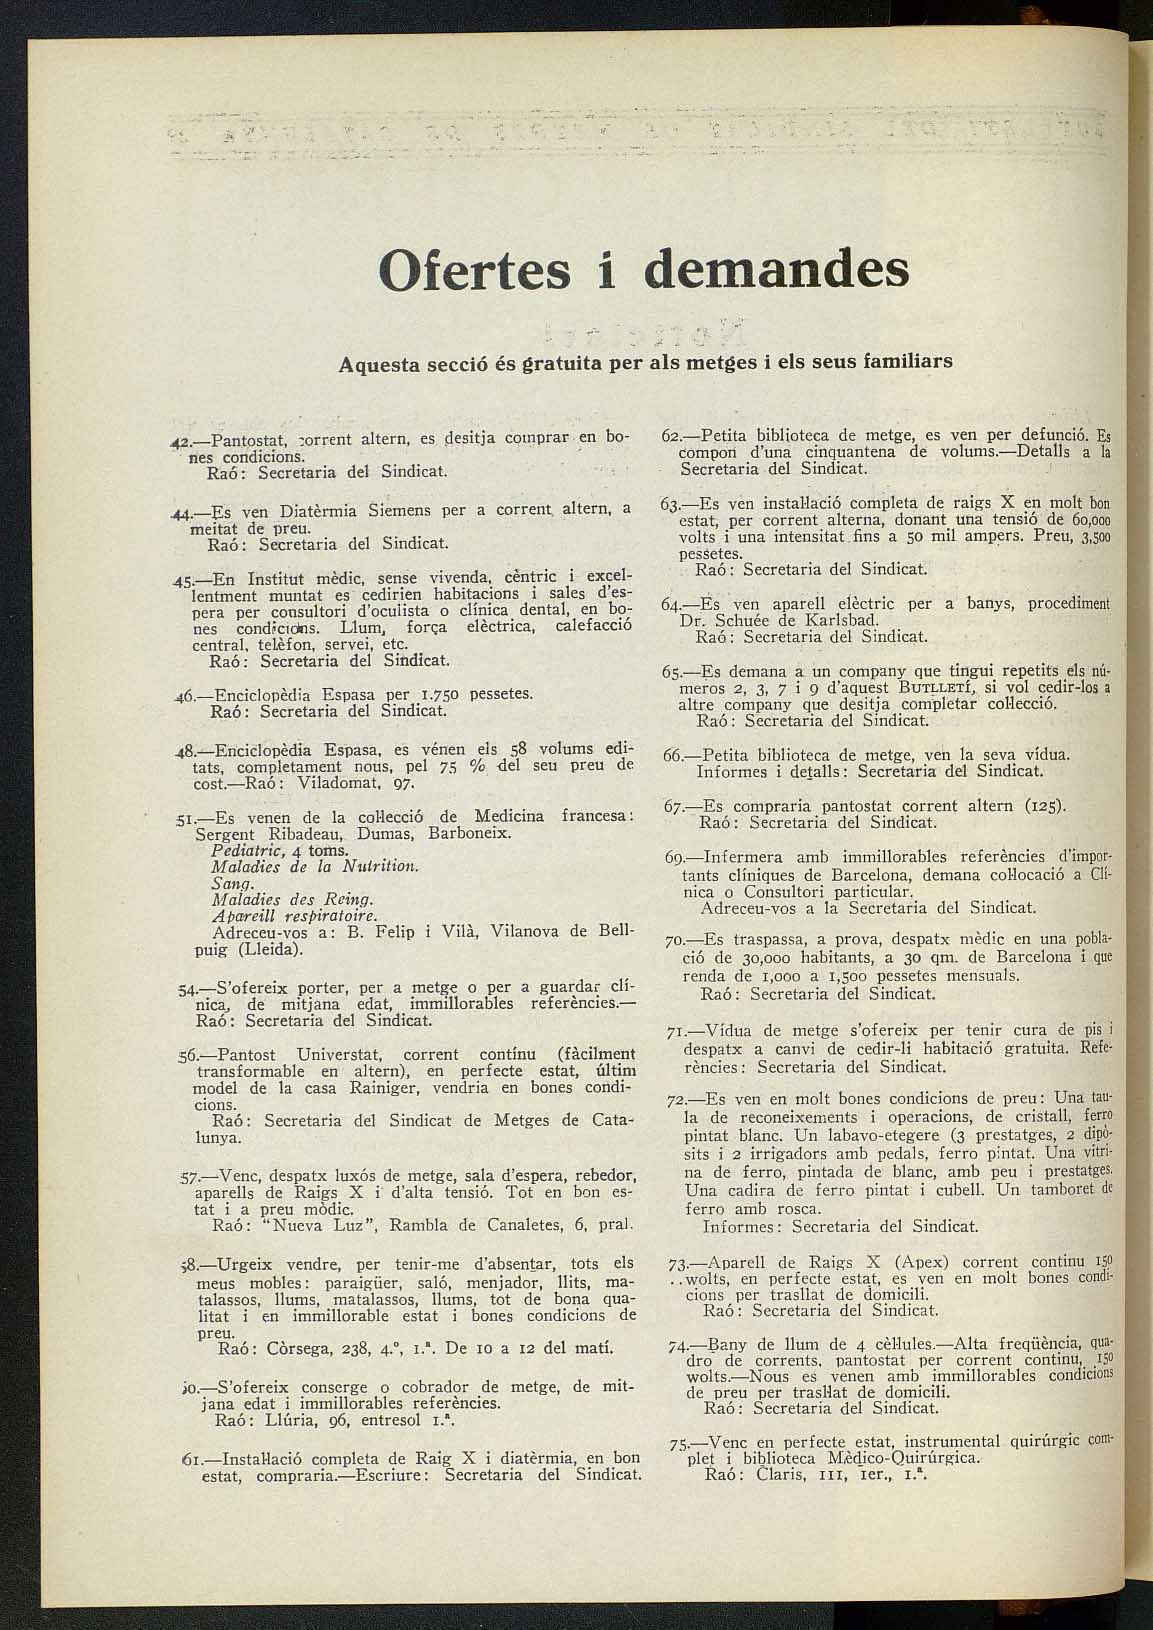 Ofertes i demandes
Aquesta secció és gratuita per als metges i els seus familiars
42.—Pantostat, corrent altern, es desitja comprar en bo-
nes condicions.
Raó: Secretaria del Sindicat.
44.—Es ven Diatèrmia Siemens per a corrent altern, a
meitat de preu.
Raó: Secretaria del Sindicat.
45.—En Institut mèdic, sense vivenda, cèntric i excel-
lentment muntat es cedirien habitacions i sales d'es-
pera per consultori d'oculista o clínica dental, en bo-
nes condicions. Llum, força elèctrica, calefacció
central, telèfon, servei, etc.
Raó: Secretaria del Sindicat.
46.—Enciclopèdia Espasa per 1.750 pessetes.
Raó: Secretaria del Sindicat.
48.—Enciclopèdia Espasa, es vénen els 58 volums edi-
tats, completament nous, pel 75 % del seu preu de
cost.—Raó: Viladomat, 97.
51.—Es venen de la col·lecció de Medicina francesa:
Sergent Ribadeau, Dumas, Barboneix.
Pediatric, 4 toms.
Maladies de la Nutrition.
Sang.
Maladies des Reing.
Apareill respiratoire.
Adreceu-vos a: B. Felip i Vilà, Vilanova de Bell-
puig (Lleida).
54.—S'ofereix porter, per a metge o per a guardar clí-
nica, de mitjana edat, immillorables referències.—
Raó: Secretaria del Sindicat.
56.—Pantost Universtat, corrent contínu (fàcilment
transformable en altern), en perfecte estat, últim
model de la casa Rainiger, vendria en bones condi-
cions.
Raó: Secretaria del Sindicat de Metges de Cata-
lunya.
57.—Venc, despatx luxós de metge, sala d'espera, rebedor,
aparells de Raigs X i d'alta tensió. Tot en bon es-
tat i a preu mòdic.
Raó: "Nueva Luz", Rambla de Canaletes, 6, pral.
58.—Urgeix vendre, per tenir-me d'absentar, tots els
meus mobles: paraigüer, saló, menjador, llits, ma-
talassos, llums, matalassos, llums, tot de bona qua-
litat i en immillorable estat i bones condicions de
preu.
Raó: Còrsega, 238, 4.º, 1.ª. De 10 a 12 del matí.
o.—S'ofereix conserge o cobrador de metge, de mit-
jana edat i immillorables referències.
Raó: Llúria, 96, entresol 1.ª.
61.—Instal·lació completa de Raig X i diatèrmia, en bon
estat, compraria.—Escriure: Secretaria del Sindicat.
62.—Petita biblioteca de metge, es ven per defunció. Es
compon d'una cinquantena de volums.—Detalls a la
Secretaria del Sindicat.
63.—Es ven instal·lació completa de raigs X en molt bon
estat, per corrent alterna, donant una tensió de 60,000
volts i una intensitat fins a 50 mil ampers. Preu, 3,500
pessetes.
Raó: Secretaria del Sindicat.
64.—Es ven aparell elèctric per a banys, procediment
Dr. Schuée de Karlsbad.
Raó: Secretaria del Sindicat.
65.—Es demana a un company que tingui repetits els nú-
meros 2, 3, 7 i 9 d'aquest BUTLLETÍ, si vol cedir-los a
altre company que desitja completar col·lecció.
Raó: Secretaria del Sindicat.
66.—Petita biblioteca de metge, ven la seva vídua.
Informes i detalls: Secretaria del Sindicat.
67.—Es compraria pantostat corrent altern (125).
Raó: Secretaria del Sindicat.
69.—Infermera amb immillorables referències d'impor-
tants clíniques de Barcelona, demana col·locació a Clí-
nica o Consultori particular.
Adreceu-vos a la Secretaria del Sindicat.
70.—Es traspassa, a prova, despatx mèdic en una pobla-
ció de 30,000 habitants, a 30 qm. de Barcelona i que
renda de 1,000 a 1,500 pessetes mensuals.
Raó: Secretaria del Sindicat.
71.—Vídua de metge s'ofereix per tenir cura de pis i
despatx a canvi de cedir-li habitació gratuita. Refe-
rències: Secretaria del Sindicat.
72.—Es ven en molt bones condicions de preu: Una tau-
la de reconeixements i operacions, de cristall, ferro
pintat blanc. Un labavo-etegere (3 prestatges, 2 dipò-
sits i 2 irrigadors amb pedals, ferro pintat. Una vitri-
na de ferro, pintada de blanc, amb peu i prestatges.
Una cadira de ferro pintat i cubell. Un tamboret de
ferro amb rosca.
Informes: Secretaria del Sindicat.
73.—Aparell de Raigs X (Apex) corrent continu 150
..wolts, en perfecte estat, es ven en molt bones condi-
cions per trasllat de domicili.
Raó: Secretaria del Sindicat.
74.—Bany de llum de 4 cèl·lules.—Alta freqüència, qua-
dro de corrents, pantostat per corrent continu, 150
wolts.—Nous es venen amb immillorables condicions
de preu per traslat de domicili.
Raó: Secretaria del Sindicat.
75.—Venc en perfecte estat, instrumental quirúrgic com-
plet i biblioteca Mèdico-Quirúrgica.
Raó: Claris, 111, 1er., 1.ª.